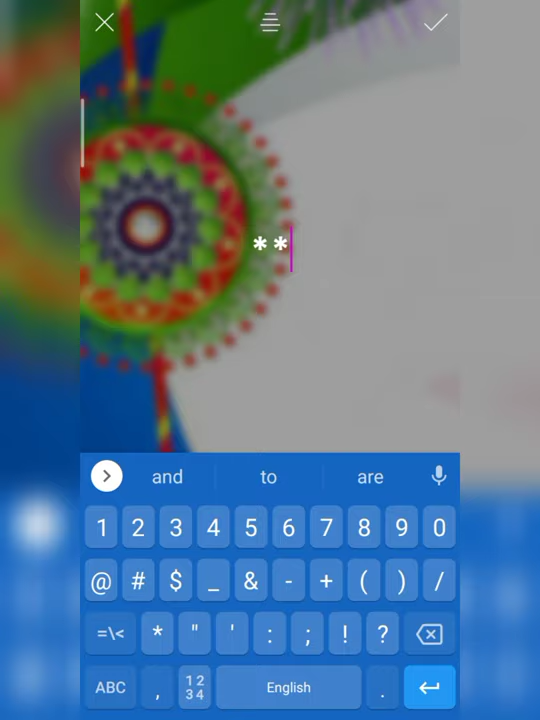 **
and to are
1 2 3 4 5 6 7 8 9 0
@ # $ _ & - + ( ) /
=\< * " ' : ; ! ? 
ABC , 12 34 English .